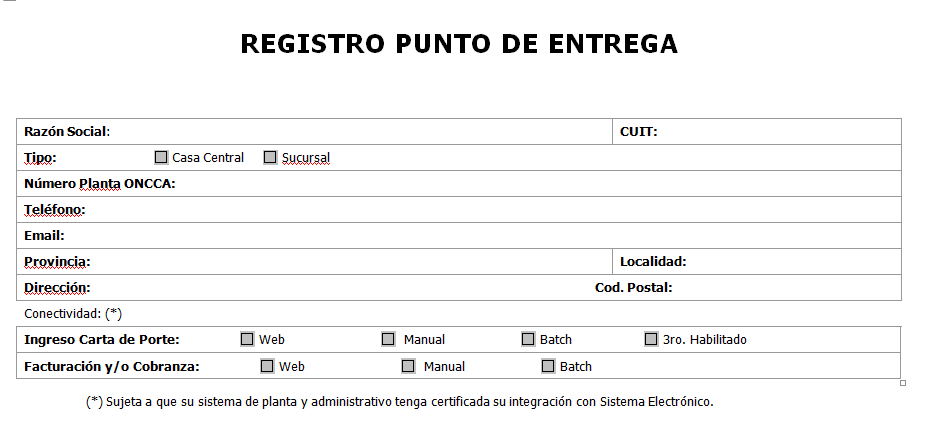 REGISTRO PUNTO DE ENTREGA
Razón Social: CUIT:
Tipo: Casa Central Sucursal
Número Planta ONCCA:
Teléfono:
Email:
Provincia: Localidad:
Dirección: Cod. Postal:
Conectividad: (*)
Ingreso Carta de Porte: Web Manual Batch 3ro. Habilitado
Facturación y/o Cobranza: Web Manual Batch
(*) Sujeta a que su sistema de planta y administrativo tenga certificada su integración con Sistema Electrónico.